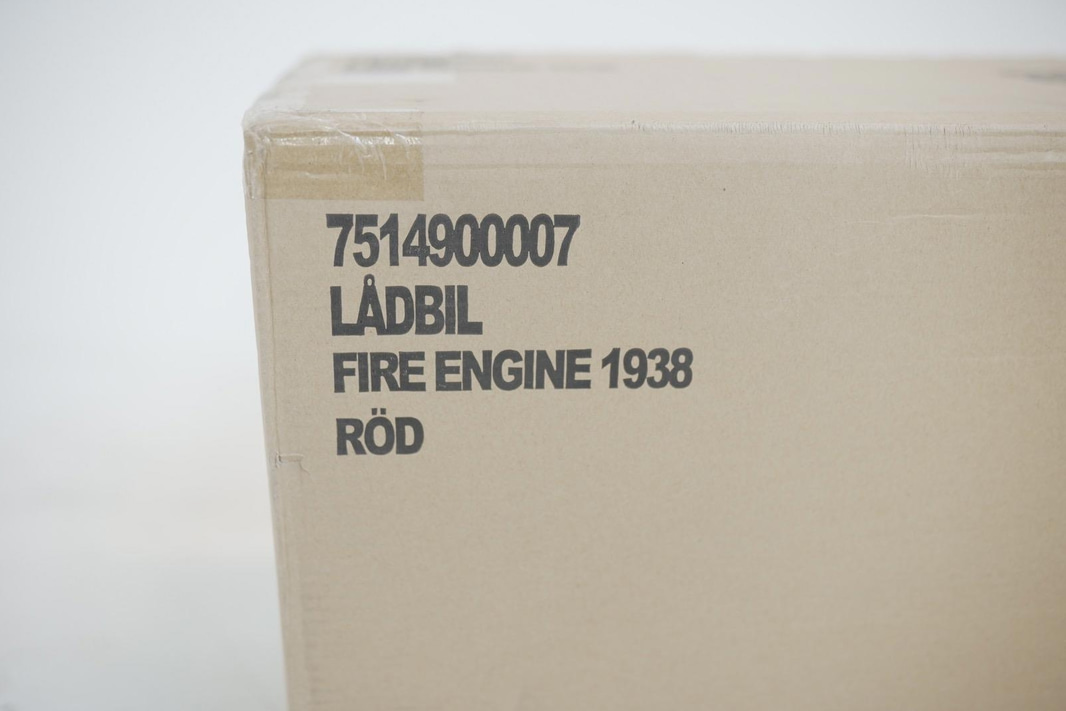 7514900007
LÅDBIL
FIRE ENGINE 1938
RÖD